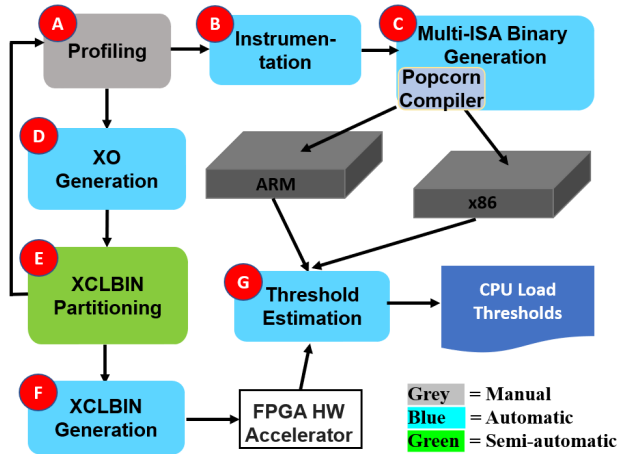 A
Profiling
B
Instrumen-
tation
C
Multi-ISA Binary
Generation
Popcorn
Compiler
D
XO
Generation
ARM
x86
E
XCLBIN
Partitioning
G
Threshold
Estimation
CPU Load
Thresholds
F
XCLBIN
Generation
FPGA HW
Accelerator
Grey = Manual
Blue = Automatic
Green = Semi-automatic